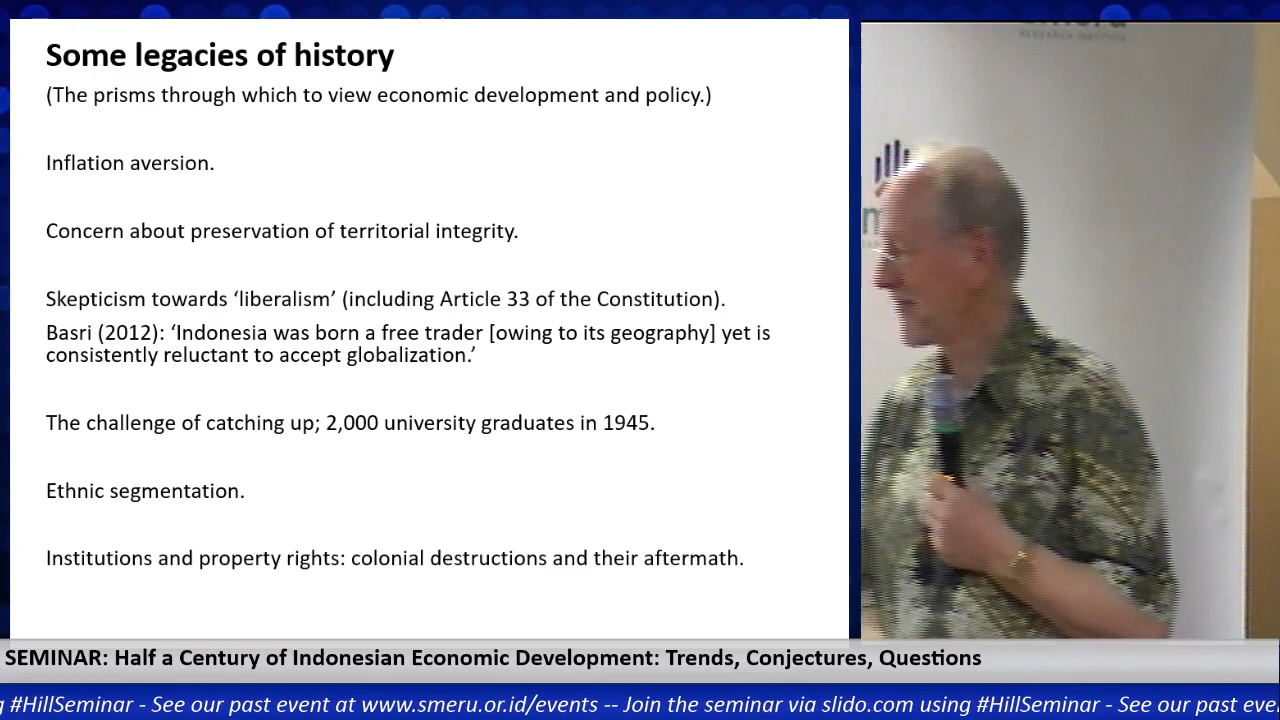 Some legacies of history
(The prisms through which to view economic development and policy.)
Inflation aversion.
Concern about preservation of territorial integrity.
Skepticism towards ‘liberalism’ (including Article 33 of the Constitution).
Basri (2012): ‘Indonesia was born a free trader [owing to its geography] yet is
consistently reluctant to accept globalization.’
The challenge of catching up; 2,000 university graduates in 1945.
Ethnic segmentation.
Institutions and property rights: colonial destructions and their aftermath.
RESEARCH INSTITUTE
SEMINAR: Half a Century of Indonesian Economic Development: Trends, Conjectures, Questions
#HillSeminar - See our past event at www.smeru.or.id/events -- Join the seminar via slido.com using #HillSeminar - See our past